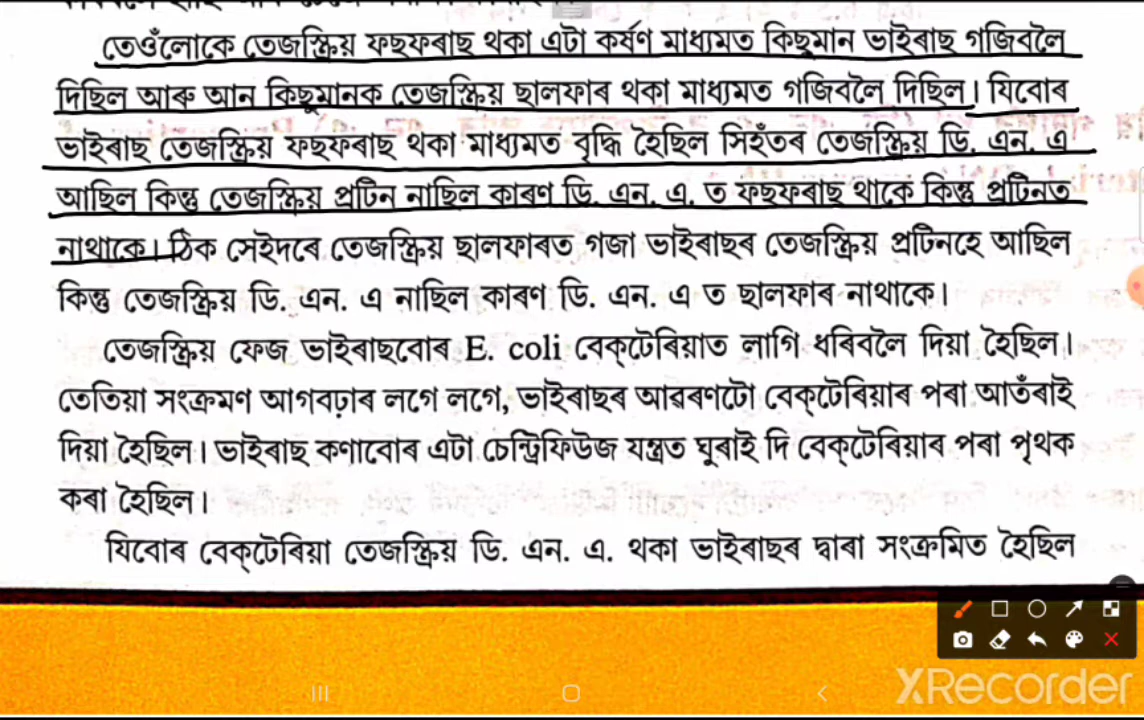 তেওঁলোকে তেজস্ক্ৰিয় ফছফৰাছ থকা এটা কৰ্ষণ মাধ্যমত কিছুমান ভাইৰাছ গজিবলৈ
দিছিল আৰু আন কিছুমানক তেজস্ক্ৰিয় ছালফাৰ থকা মাধ্যমত গজিবলৈ দিছিল। যিবোৰ
ভাইৰাছ তেজস্ক্ৰিয় ফছফৰাছ থকা মাধ্যমত বৃদ্ধি হৈছিল সিহঁতৰ তেজস্ক্ৰিয় ডি. এন. এ
আছিল কিন্তু তেজস্ক্ৰিয় প্ৰটিন নাছিল কাৰণ ডি. এন. এ. ত ফছফৰাছ থাকে কিন্তু প্ৰটিনত
নাথাকে। ঠিক সেইদৰে তেজস্ক্ৰিয় ছালফাৰত গজা ভাইৰাছৰ তেজস্ক্ৰিয় প্ৰটিনহে আছিল
কিন্তু তেজস্ক্ৰিয় ডি. এন. এ নাছিল কাৰণ ডি. এন. এ ত ছালফাৰ নাথাকে।
তেজস্ক্ৰিয় ফেজ ভাইৰাছবোৰ E. coli বেক্‌টেৰিয়াত লাগি ধৰিবলৈ দিয়া হৈছিল।
তেতিয়া সংক্ৰমণ আগবঢ়াৰ লগে লগে, ভাইৰাছৰ আৱৰণটো বেক্‌টেৰিয়াৰ পৰা আতঁৰাই
দিয়া হৈছিল। ভাইৰাছ কণাবোৰ এটা চেন্ট্ৰিফিউজ যন্ত্ৰত ঘুৰাই দি বেক্‌টেৰিয়াৰ পৰা পৃথক
কৰা হৈছিল।
যিবোৰ বেক্‌টেৰিয়া তেজস্ক্ৰিয় ডি. এন. এ. থকা ভাইৰাছৰ দ্বাৰা সংক্ৰমিত হৈছিল
XRecorder